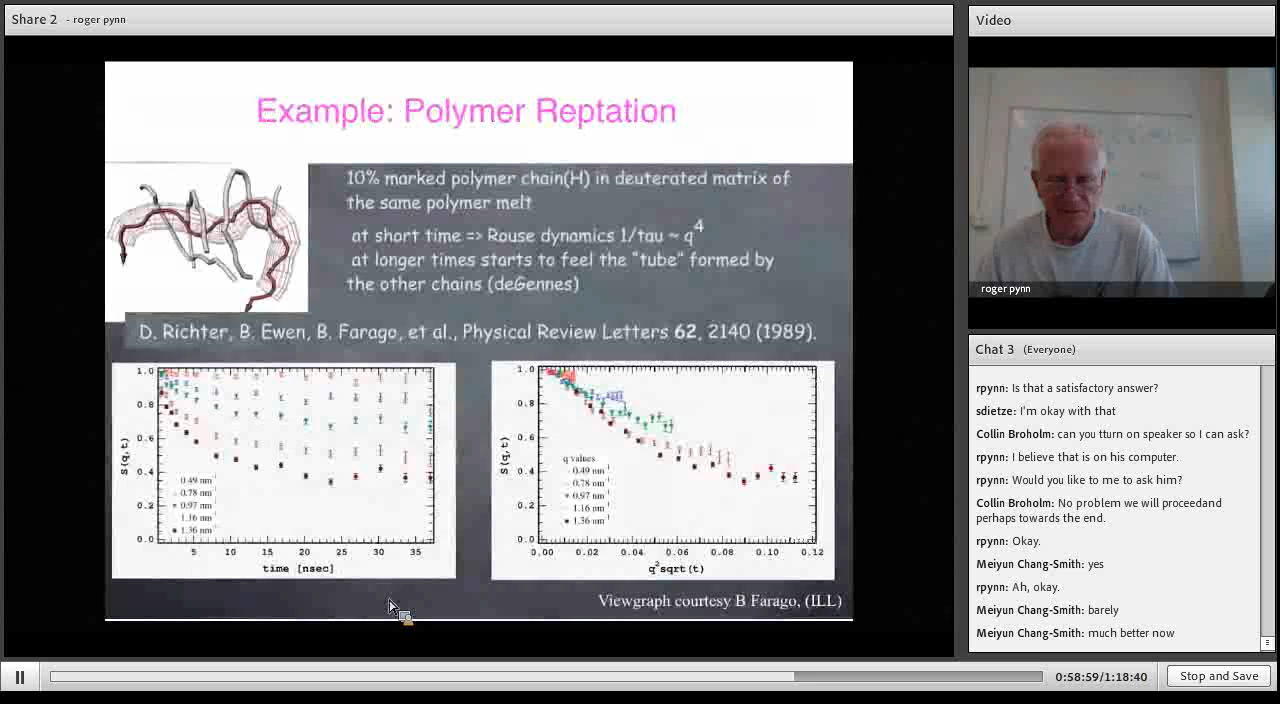 Share 2 - roger pynn
Example: Polymer Reptation
10% marked polymer chain(H) in deuterated matrix of
the same polymer melt
at short time => Rouse dynamics 1/tau ~ q4
at longer times starts to feel the "tube" formed by
the other chains (deGennes)
D. Richter, B. Ewen, B. Farago, et al., Physical Review Letters 62, 2140 (1989).
1.0
0.8
0.6
0.4
0.2
0.0
S(q,t)
0.49 nm
0.78 nm
0.97 nm
1.16 nm
1.36 nm
5 10 15 20 25 30 35
time [nsec]
1.0
0.8
0.6
0.4
0.2
0.0
S(q,t)
q values
0.49 nm
0.78 nm
0.97 nm
1.16 nm
1.36 nm
0.00 0.02 0.04 0.06 0.08 0.10 0.12
q2sqrt(t)
Viewgraph courtesy B Farago, (ILL)
Video
roger pynn
Chat 3 (Everyone)
rpynn: Is that a satisfactory answer?
sdietze: I'm okay with that
Collin Broholm: can you tturn on speaker so I can ask?
rpynn: I believe that is on his computer.
rpynn: Would you like to me to ask him?
Collin Broholm: No problem we will proceedand
perhaps towards the end.
rpynn: Okay.
Meiyun Chang-Smith: yes
rpynn: Ah, okay.
Meiyun Chang-Smith: barely
Meiyun Chang-Smith: much better now
0:58:59/1:18:40
Stop and Save